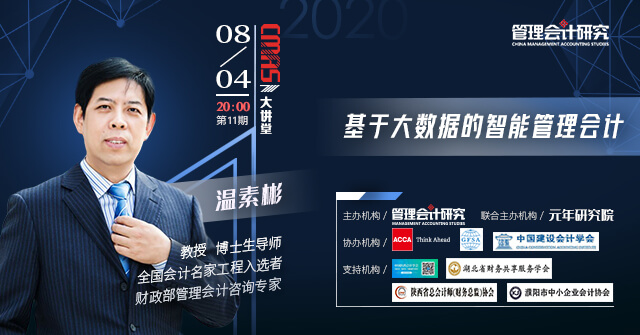 2020
08
04
20:00
第11期
CMAS
大讲堂
管理会计研究
CHINA MANAGEMENT ACCOUNTING STUDIES
基于大数据的智能管理会计
温素彬
教授 博士生导师
全国会计名家工程入选者
财政部管理会计咨询专家
主办机构/ 管理会计研究
MANAGEMENT ACCOUNTING STUDIES
联合主办机构/ 元年研究院
协办机构/ ACCA Think Ahead GFSA 中国建设会计学会
支持机构/ 湖北省财务共享服务学会
陕西省总会计师(财务总监)协会 濮阳市中小企业会计协会